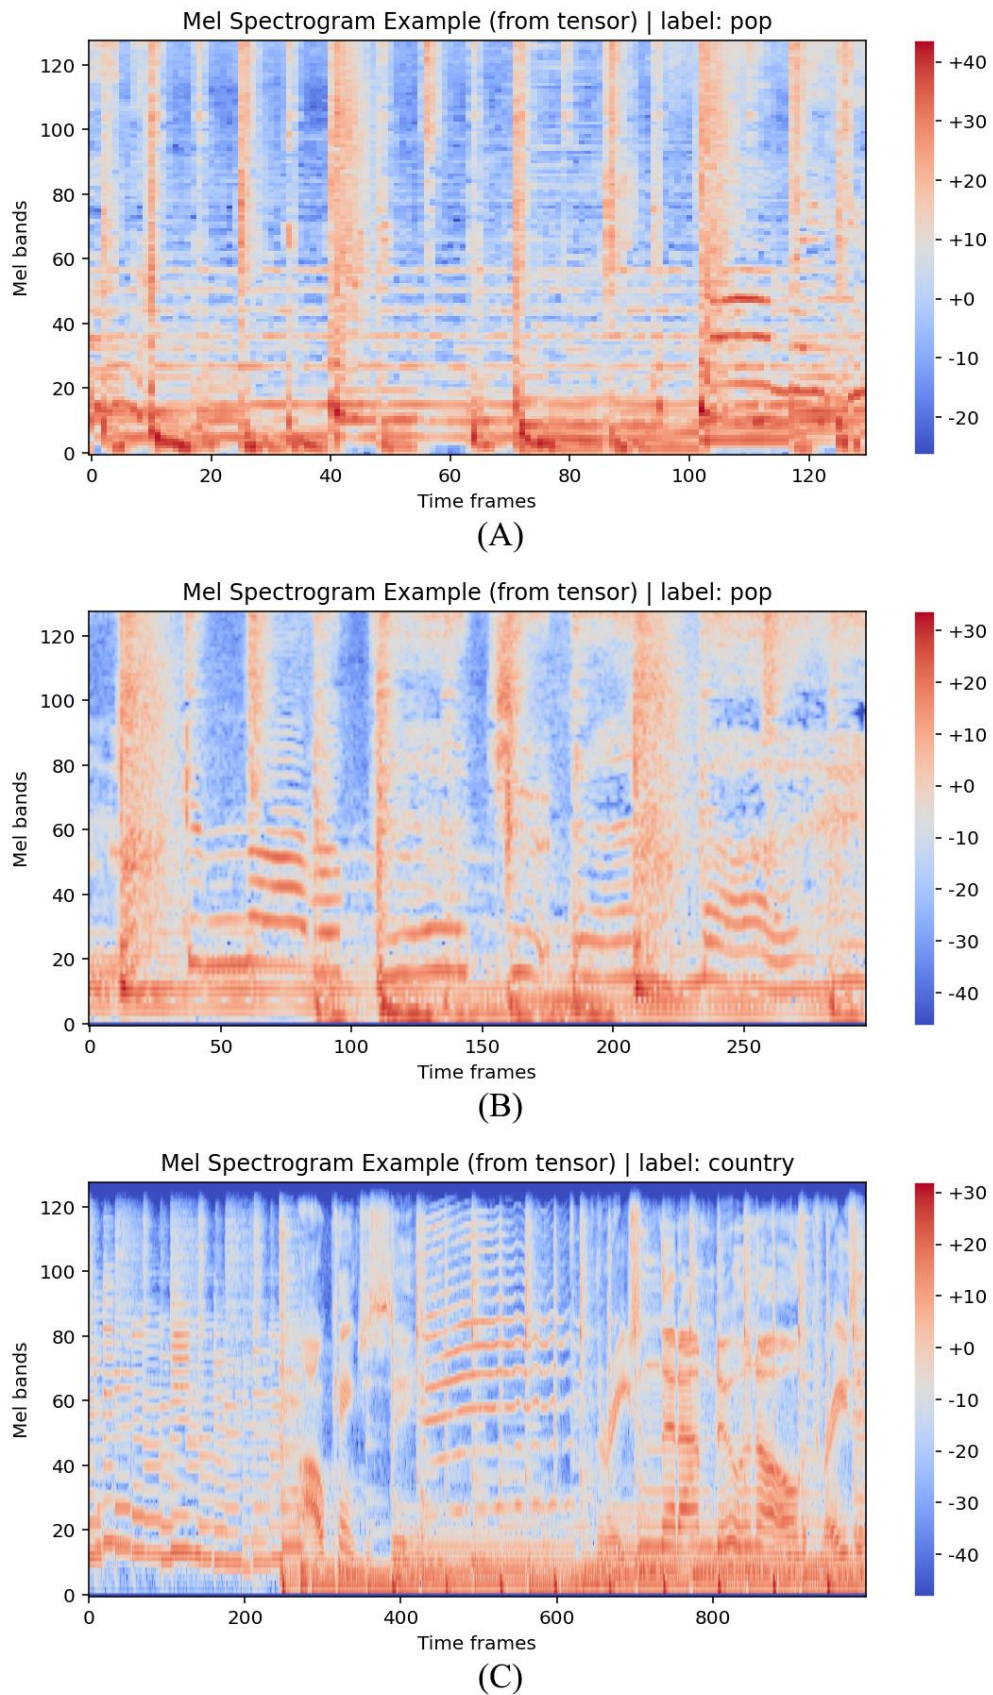 Mel Spectrogram Example (from tensor) | label: pop
Mel bands
120
100
80
60
40
20
0
0 20 40 60 80 100 120
Time frames
+40
+30
+20
+10
+0
-10
-20
(A)
Mel Spectrogram Example (from tensor) | label: pop
Mel bands
120
100
80
60
40
20
0
0 50 100 150 200 250
Time frames
+30
+20
+10
+0
-10
-20
-30
-40
(B)
Mel Spectrogram Example (from tensor) | label: country
Mel bands
120
100
80
60
40
20
0
0 200 400 600 800
Time frames
+30
+20
+10
+0
-10
-20
-30
-40
(C)